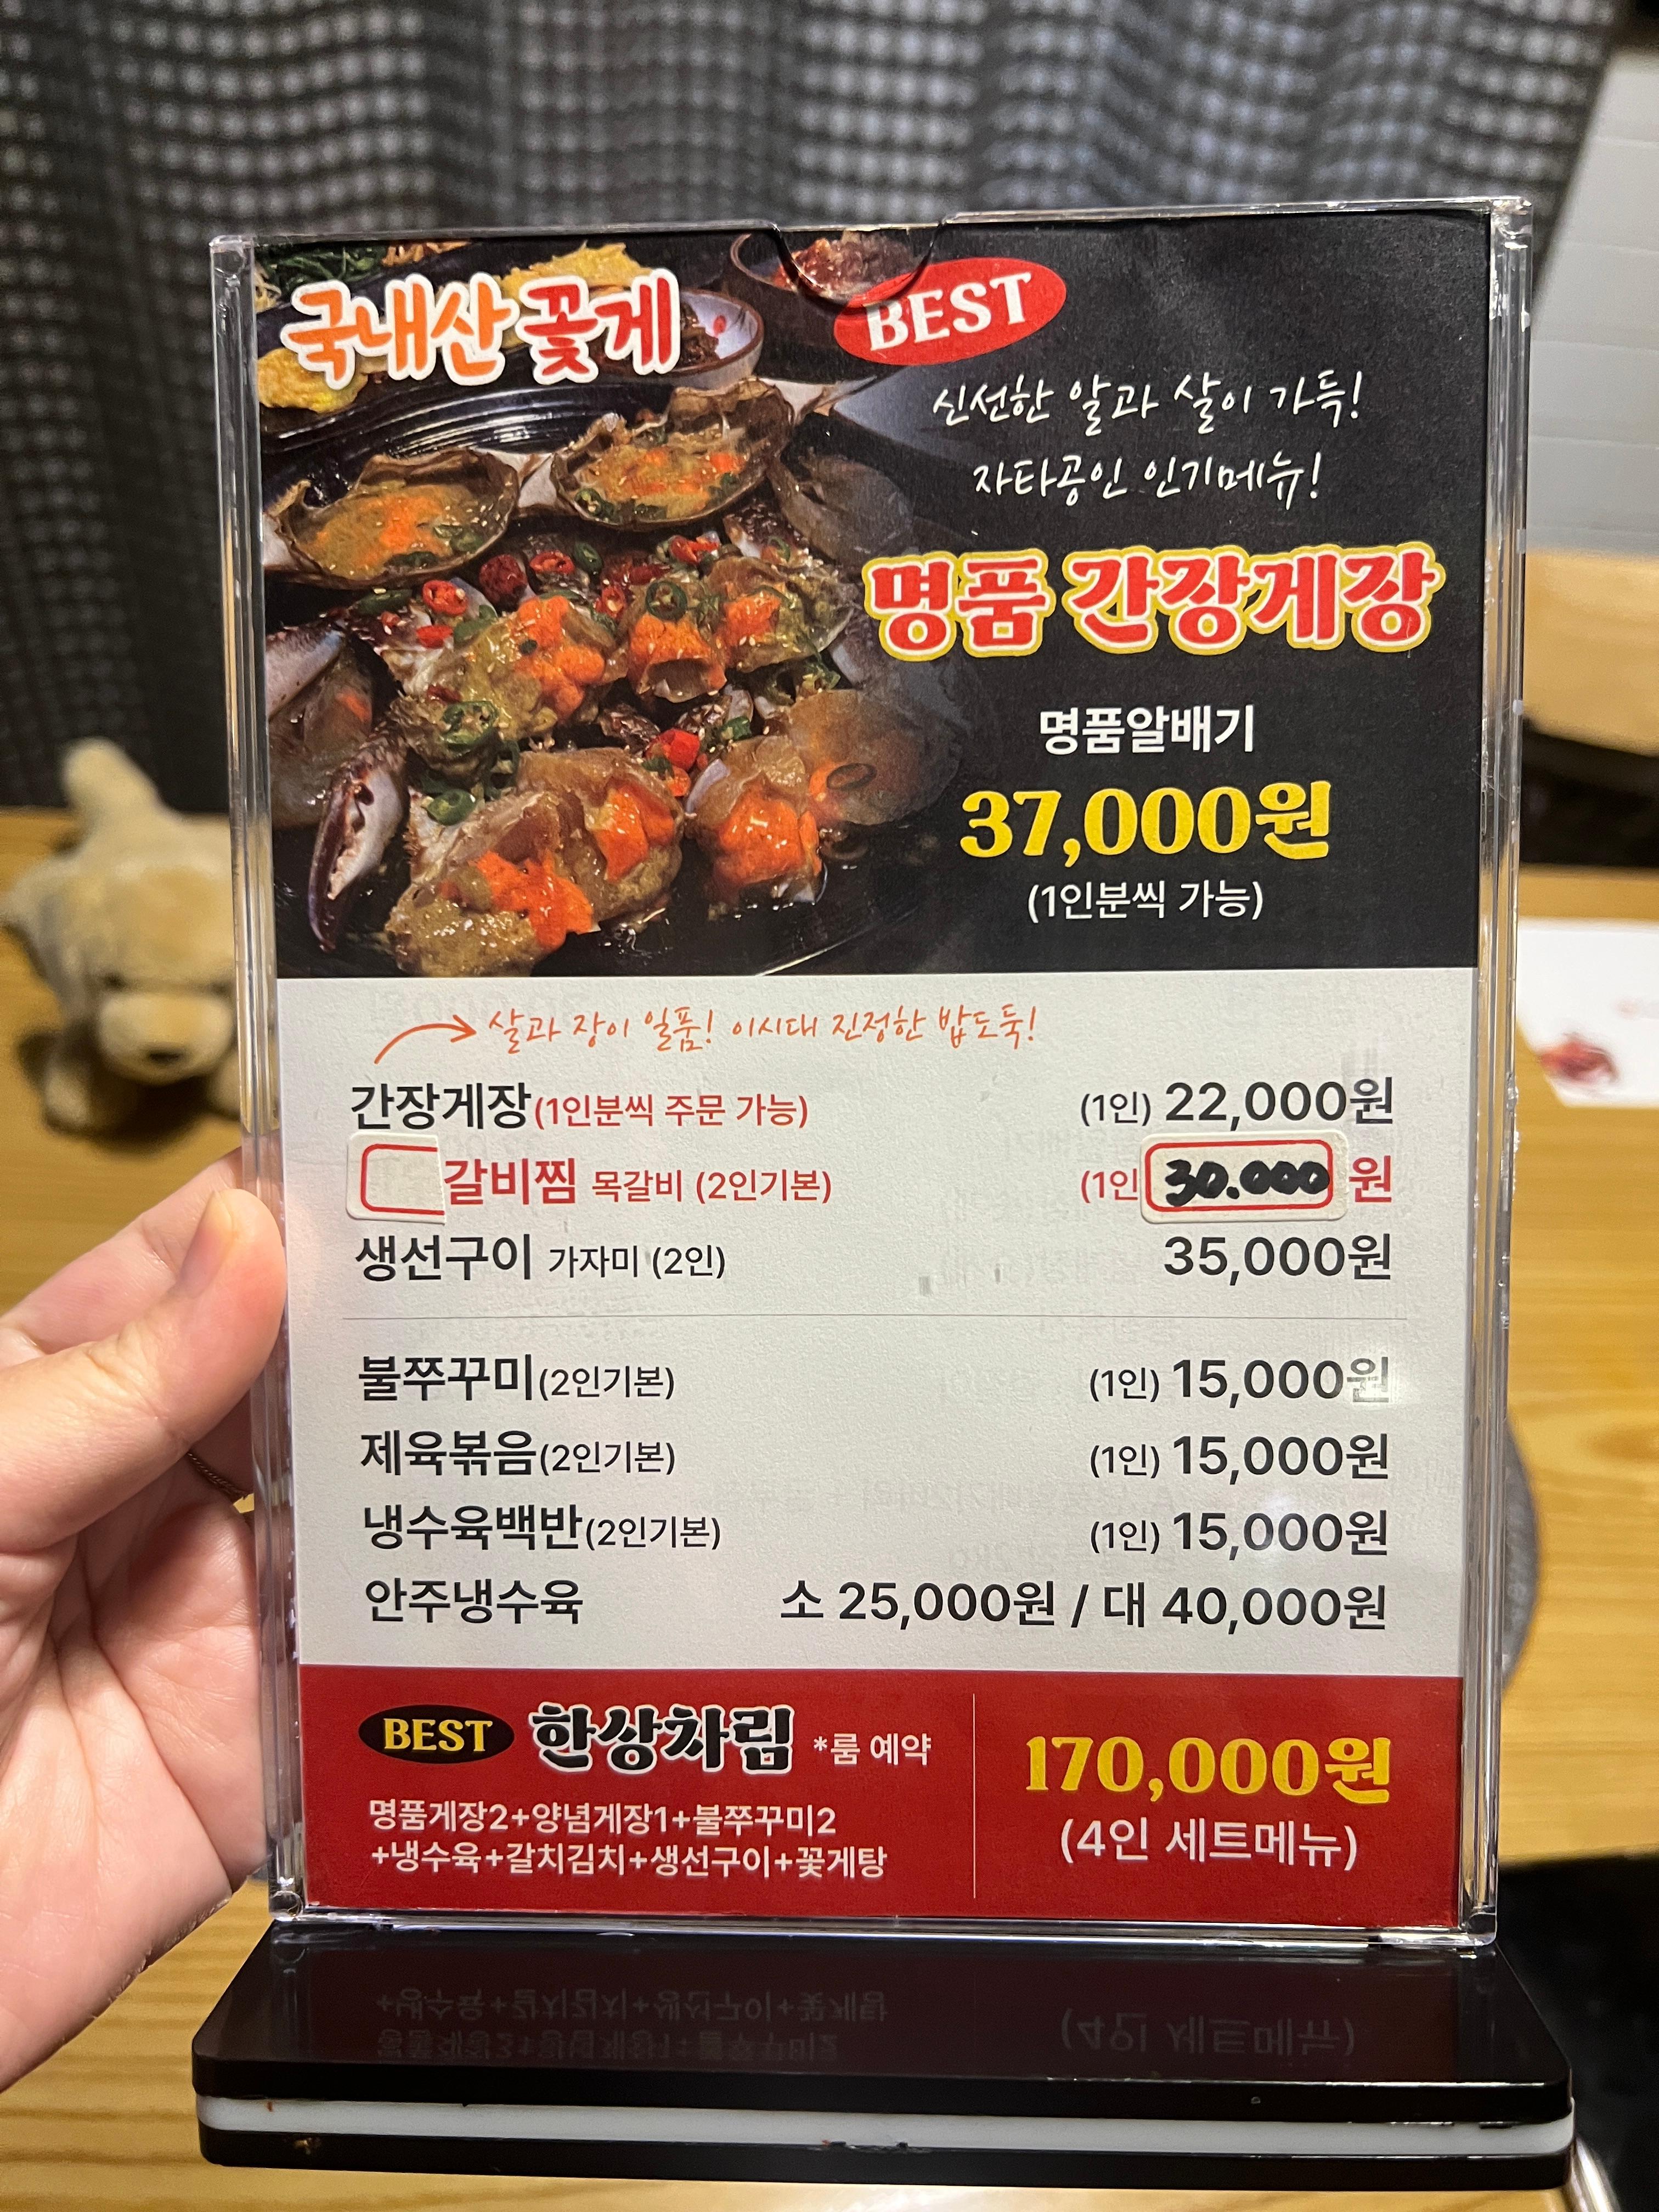 국내산 꽃게
BEST
신선한 알과 살이 가득!
자타공인 인기메뉴!
명품 간장게장
명품알배기
37,000원
(1인분씩 가능)
살과 장이 일품! 이시대 진정한 밥도둑!
간장게장(1인분씩 주문 가능) (1인) 22,000원
갈비찜 목갈비 (2인기본) (1인 30.000 원
생선구이 가자미 (2인) 35,000원
불쭈꾸미(2인기본) (1인) 15,000원
제육볶음(2인기본) (1인) 15,000원
냉수육백반(2인기본) (1인) 15,000원
안주냉수육 소 25,000원 / 대 40,000원
BEST 한상차림 *룸 예약
명품게장2+양념게장1+불쭈꾸미2
+냉수육+갈치김치+생선구이+꽃게탕
170,000원
(4인 세트메뉴)